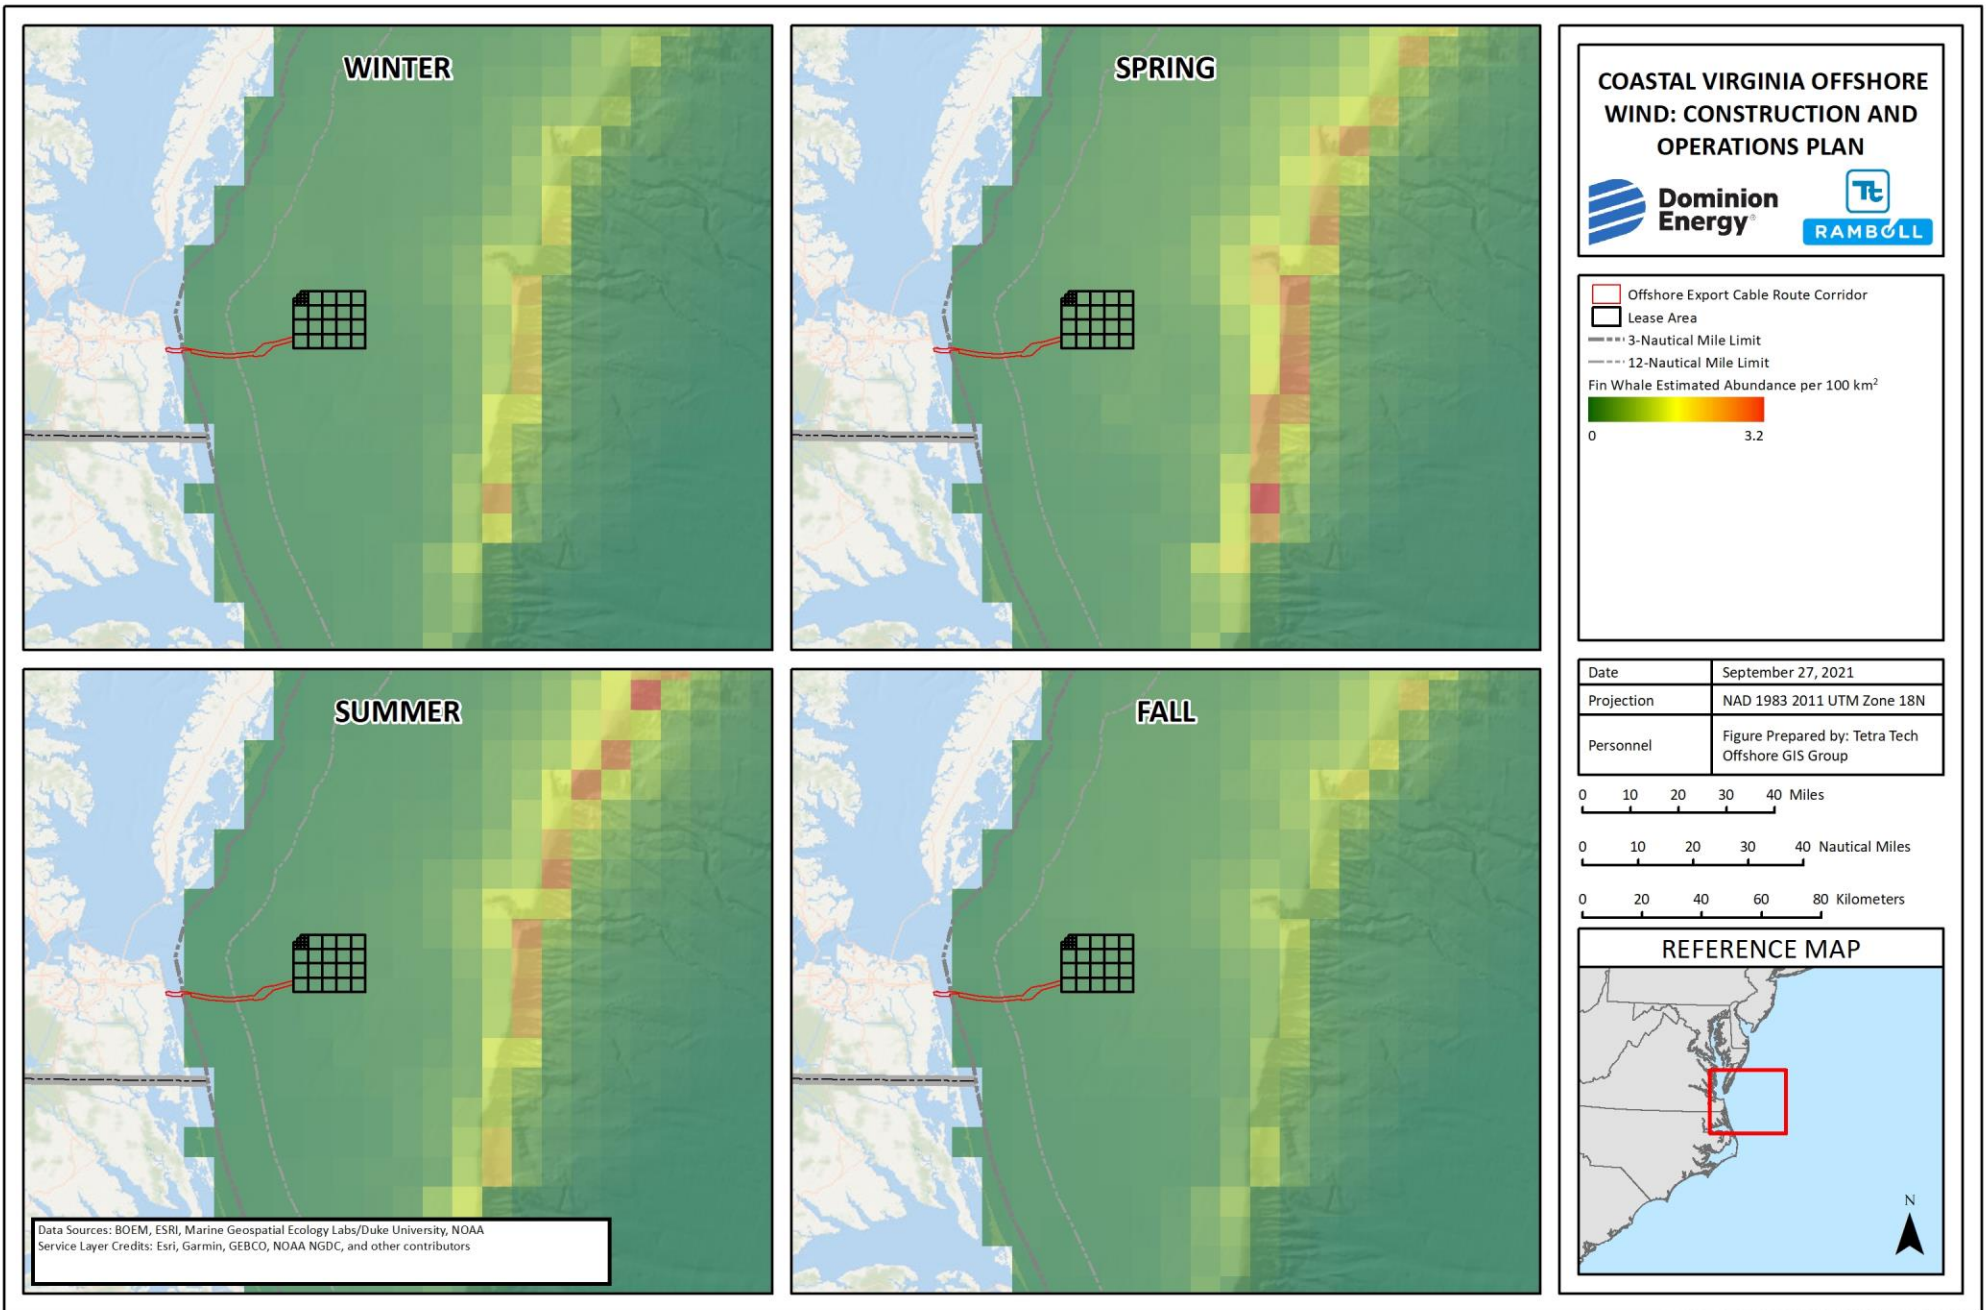 WINTER
SPRING
SUMMER
FALL
Data Sources: BOEM, ESRI, Marine Geospatial Ecology Labs/Duke University, NOAA
Service Layer Credits: Esri, Garmin, GEBCO, NOAA NGDC, and other contributors
COASTAL VIRGINIA OFFSHORE
WIND: CONSTRUCTION AND
OPERATIONS PLAN
Dominion
Energy®
Tt
RAMBOLL
Offshore Export Cable Route Corridor
Lease Area
3-Nautical Mile Limit
12-Nautical Mile Limit
Fin Whale Estimated Abundance per 100 km²
0 3.2
Date September 27, 2021
Projection NAD 1983 2011 UTM Zone 18N
Personnel Figure Prepared by: Tetra Tech
Offshore GIS Group
0 10 20 30 40 Miles
0 10 20 30 40 Nautical Miles
0 20 40 60 80 Kilometers
REFERENCE MAP
N